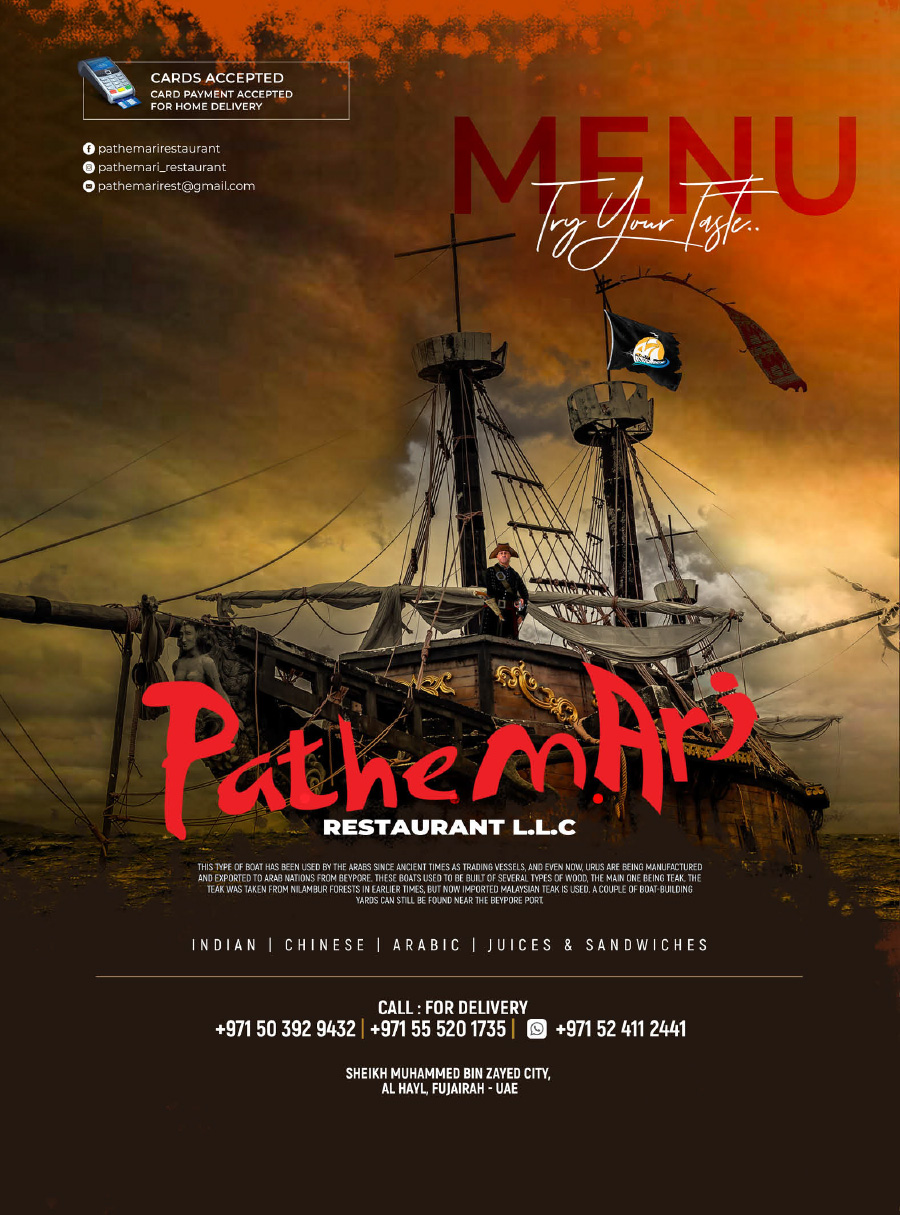 CARDS ACCEPTED
CARD PAYMENT ACCEPTED
FOR HOME DELIVERY
pathemarirestaurant
pathemari_restaurant
pathemarirest@gmail.com
MENU
Try Your Taste..
PathemAri
RESTAURANT L.L.C
THIS TYPE OF BOAT HAS BEEN USED BY THE ARABS SINCE ANCIENT TIMES AS TRADING VESSELS, AND EVEN NOW, URUS ARE BEING MANUFACTURED
AND EXPORTED TO ARAB NATIONS FROM BEYPORE. THESE BOATS USED TO BE BUILT OF SEVERAL TYPES OF WOOD, THE MAIN ONE BEING TEAK. THE
TEAK WAS TAKEN FROM NILAMBUR FORESTS IN EARLIER TIMES, BUT NOW IMPORTED MALAYSIAN TEAK IS USED. A COUPLE OF BOAT-BUILDING
YARDS CAN STILL BE FOUND NEAR THE BEYPORE PORT.
INDIAN | CHINESE | ARABIC | JUICES & SANDWICHES
CALL : FOR DELIVERY
+971 50 392 9432 | +971 55 520 1735 | +971 52 411 2441
SHEIKH MUHAMMED BIN ZAYED CITY,
AL HAYL, FUJAIRAH - UAE